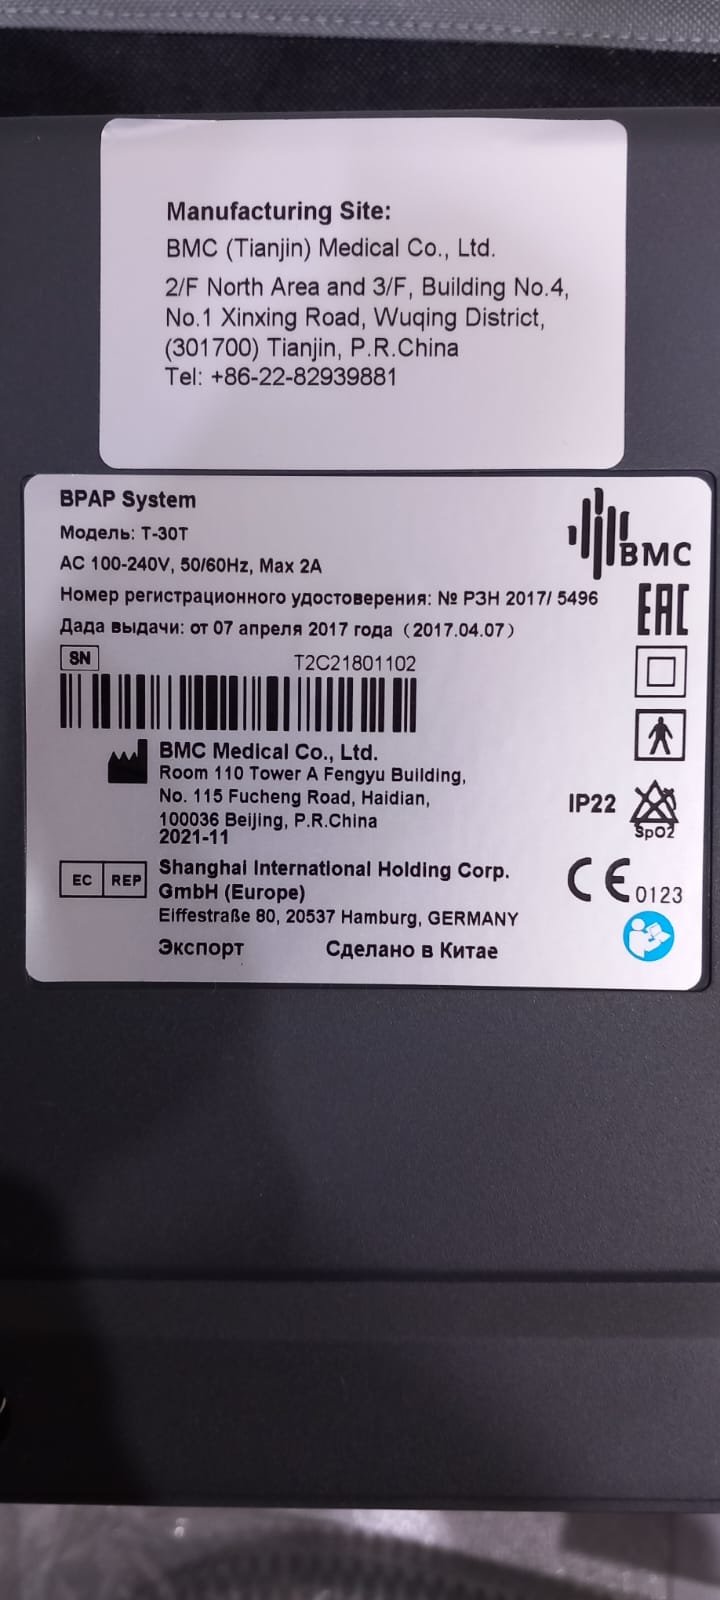 Manufacturing Site:
BMC (Tianjin) Medical Co., Ltd.
2/F North Area and 3/F, Building No.4,
No.1 Xinxing Road, Wuqing District,
(301700) Tianjin, P.R.China
Tel: +86-22-82939881
BPAP System
Модель: T-30T
AC 100-240V, 50/60Hz, Max 2A
Номер регистрационного удостоверения: № РЗН 2017/ 5496
Дада выдачи: от 07 апреля 2017 года (2017.04.07)
BMC
EAC
SN T2C21801102
BMC Medical Co., Ltd.
Room 110 Tower A Fengyu Building,
No. 115 Fucheng Road, Haidian,
100036 Beijing, P.R.China
2021-11
IP22
SpO2
EC REP
Shanghai International Holding Corp.
GmbH (Europe)
Eiffestraße 80, 20537 Hamburg, GERMANY
CE 0123
Экспорт Сделано в Китае